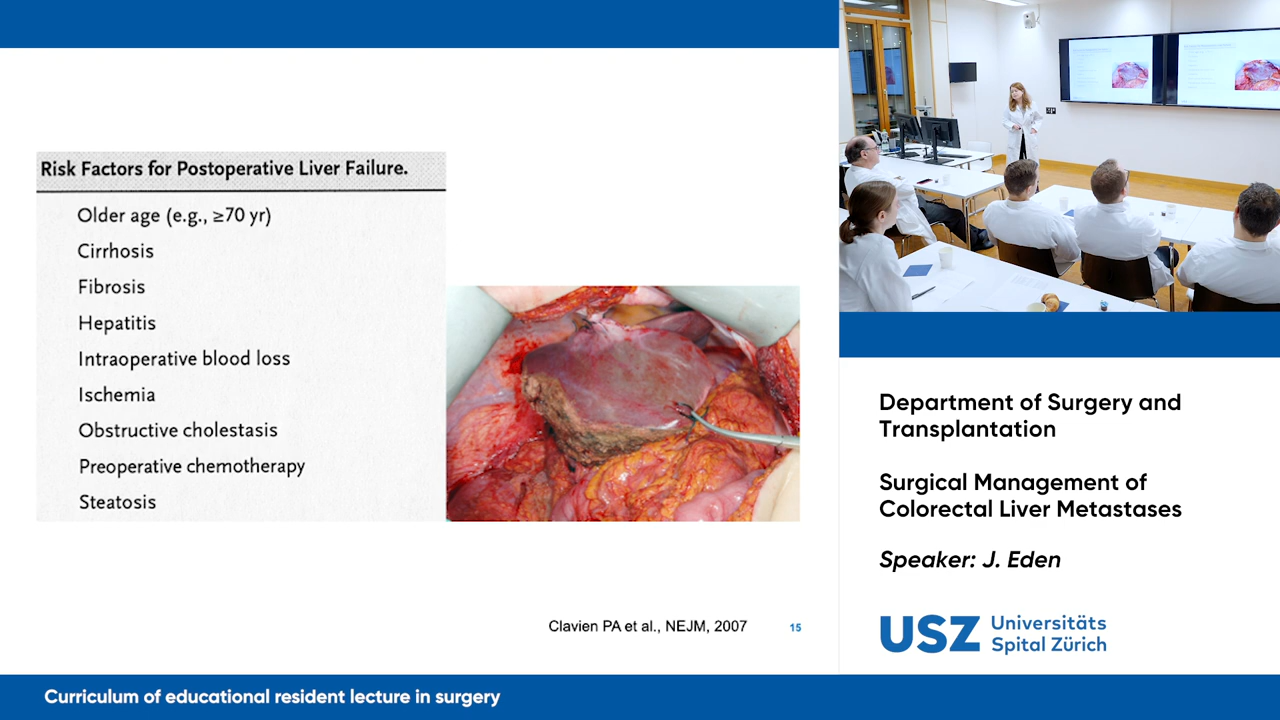 Risk Factors for Postoperative Liver Failure.
Older age (e.g., ≥70 yr)
Cirrhosis
Fibrosis
Hepatitis
Intraoperative blood loss
Ischemia
Obstructive cholestasis
Preoperative chemotherapy
Steatosis
Clavien PA et al., NEJM, 2007
15
Department of Surgery and
Transplantation
Surgical Management of
Colorectal Liver Metastases
Speaker: J. Eden
USZ Universitäts
Spital Zürich
Curriculum of educational resident lecture in surgery